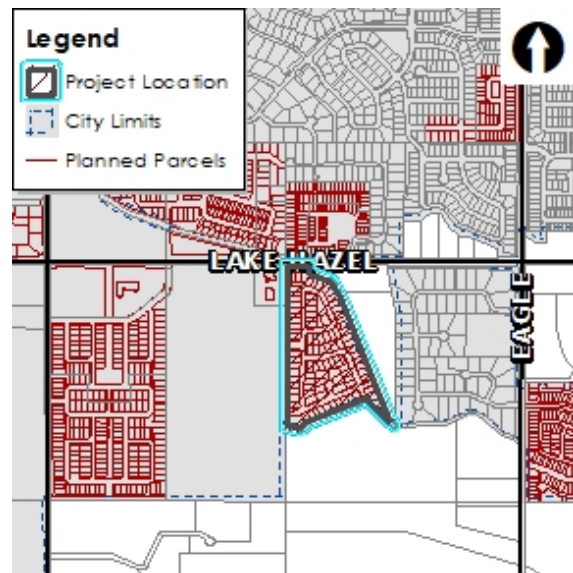 Legend
Project Location
City Limits
Planned Parcels
LAKE HAZEL
EAGLE